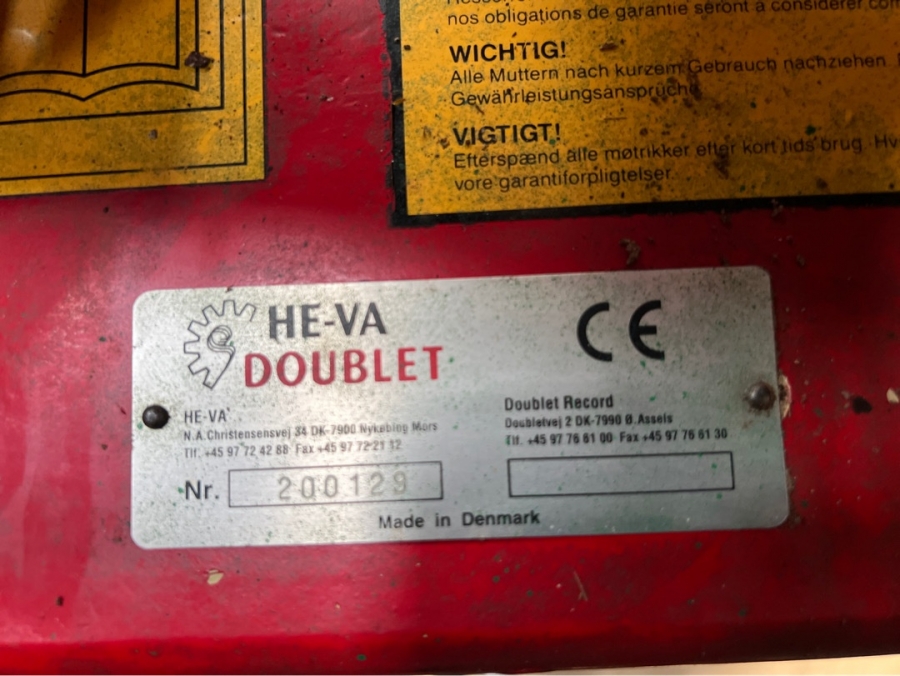 nos obligations de garantie seront à considérer com
WICHTIG!
Alle Muttern nach kurzem Gebrauch nachziehen.
Gewährleistungsansprüche
VIGTIGT!
Efterspænd alle møtrikker efter kort tids brug. Hv
vore garantiforpligtelser.
HE-VA
DOUBLET
CE
HE-VA
N.A.Christensensvej 34 DK-7900 Nykøbing Mors
Tlf. +45 97 72 42 88 Fax +45 97 72 21 12
Nr. 200129
Doublet Record
Doubletvej 2 DK-7990 Ø.Assels
Tlf. +45 97 76 61 00 Fax +45 97 76 61 30
Made in Denmark